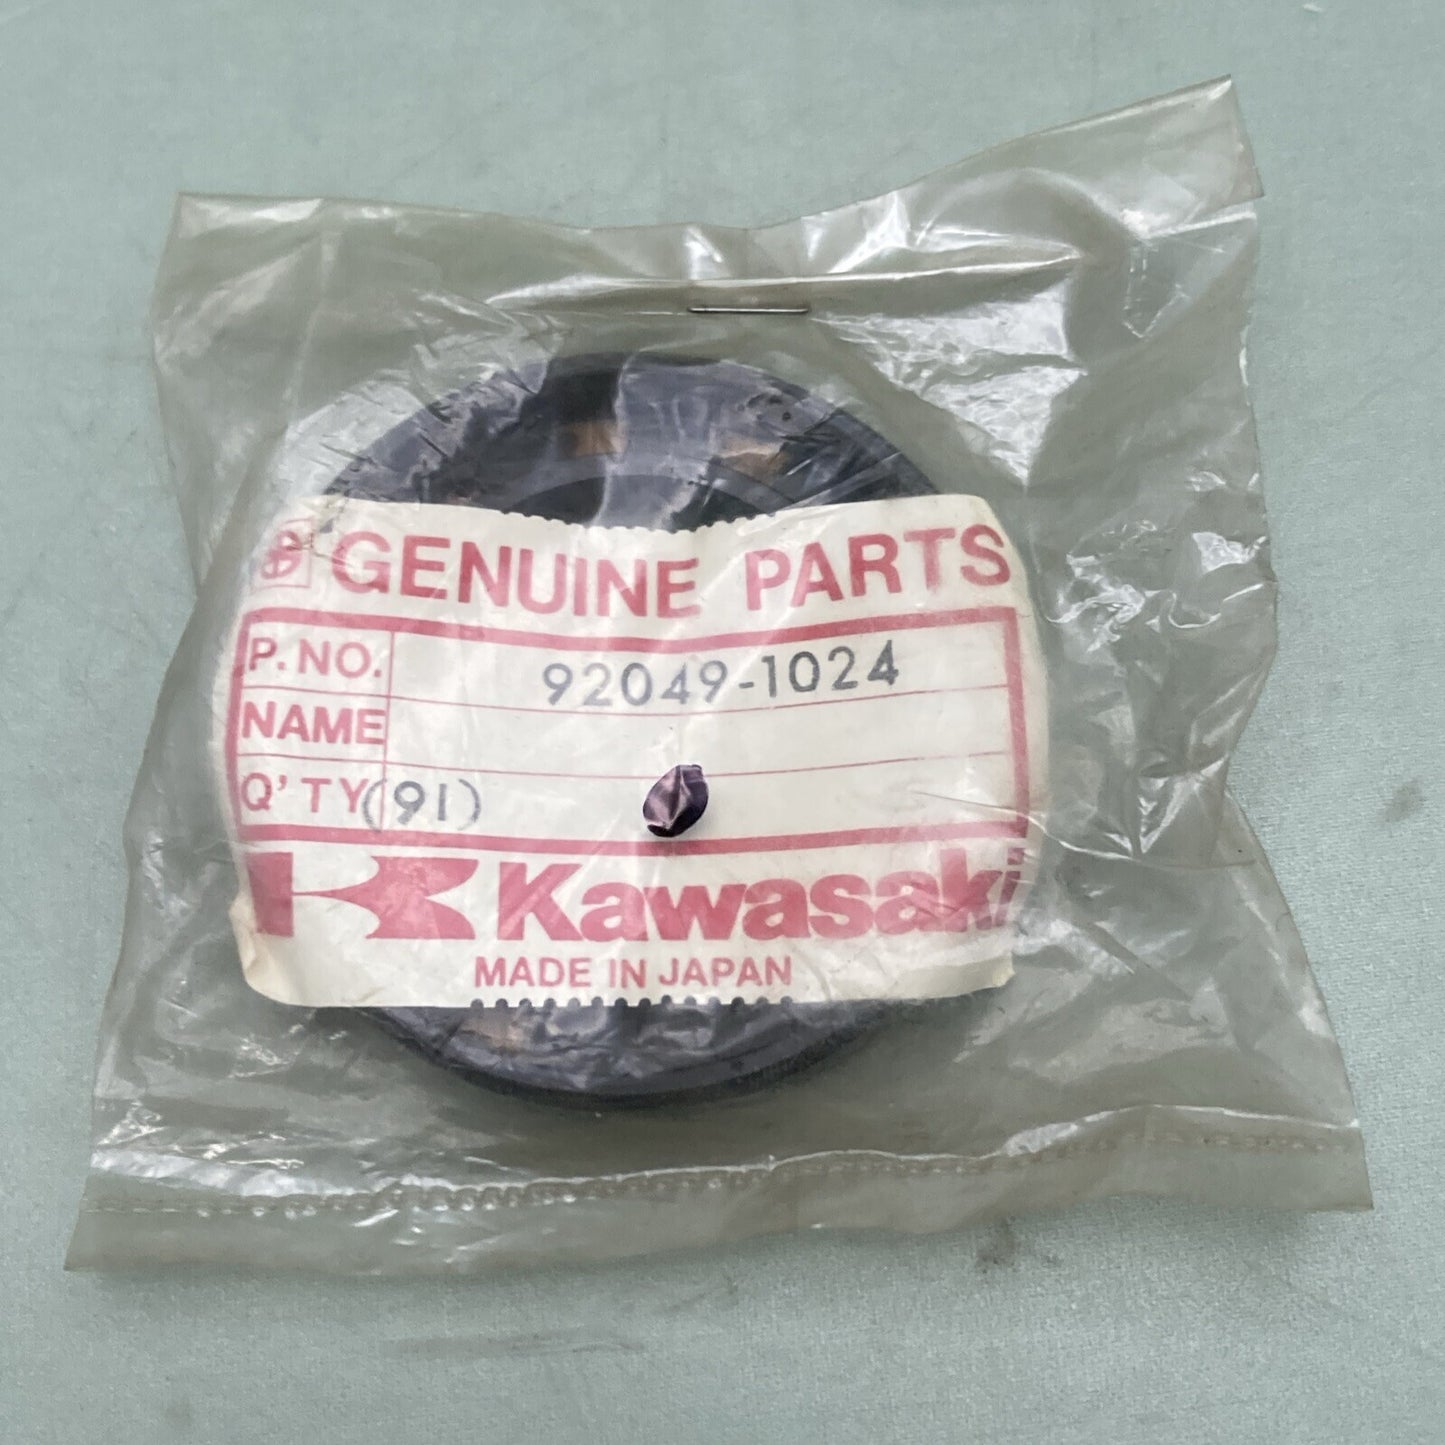 GENUINE PARTS
P.NO. 92049-1024
NAME
Q'TY (91)
Kawasaki
MADE IN JAPAN